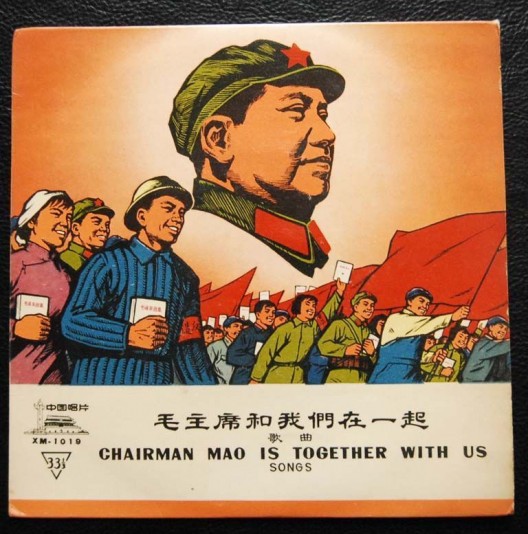 中国唱片
XM-1019
33⅓
毛主席和我們在一起
歌曲
CHAIRMAN MAO IS TOGETHER WITH US
SONGS